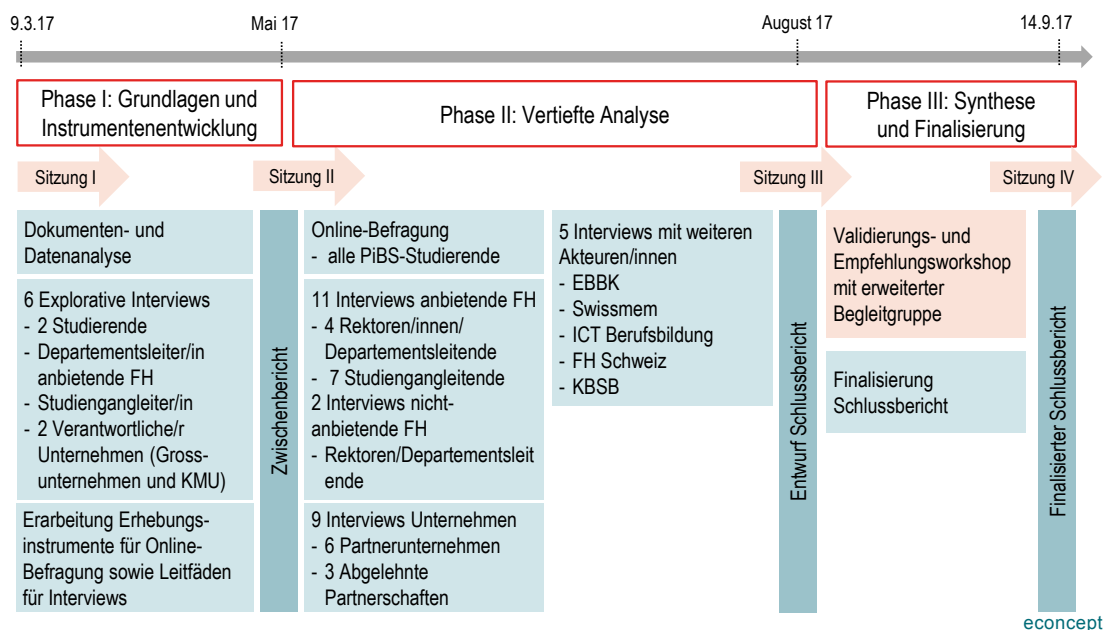 9.3.17
Mai 17
August 17
14.9.17
Phase I: Grundlagen und
Instrumentenentwicklung
Phase II: Vertiefte Analyse
Phase III: Synthese
und Finalisierung
Sitzung I
Sitzung II
Sitzung III
Sitzung IV
Dokumenten- und
Datenanalyse
6 Explorative Interviews
- 2 Studierende
- Departementsleiter/in
anbietende FH
- Studiengangleiter/in
- 2 Verantwortliche/r
Unternehmen (Gross-
unternehmen und KMU)
Erarbeitung Erhebungs-
instrumente für Online-
Befragung sowie Leitfäden
für Interviews
Zwischenbericht
Online-Befragung
- alle PiBS-Studierende
11 Interviews anbietende FH
- 4 Rektoren/innen/
Departementsleitende
- 7 Studiengangleitende
2 Interviews nicht-
anbietende FH
- Rektoren/Departementsleit
ende
9 Interviews Unternehmen
- 6 Partnerunternehmen
- 3 Abgelehnte
Partnerschaften
5 Interviews mit weiteren
Akteuren/innen
- EBBK
- Swissmem
- ICT Berufsbildung
- FH Schweiz
- KBSB
Entwurf Schlussbericht
Validierungs- und
Empfehlungsworkshop
mit erweiterter
Begleitgruppe
Finalisierung
Schlussbericht
Finalisierter Schlussbericht
econcept